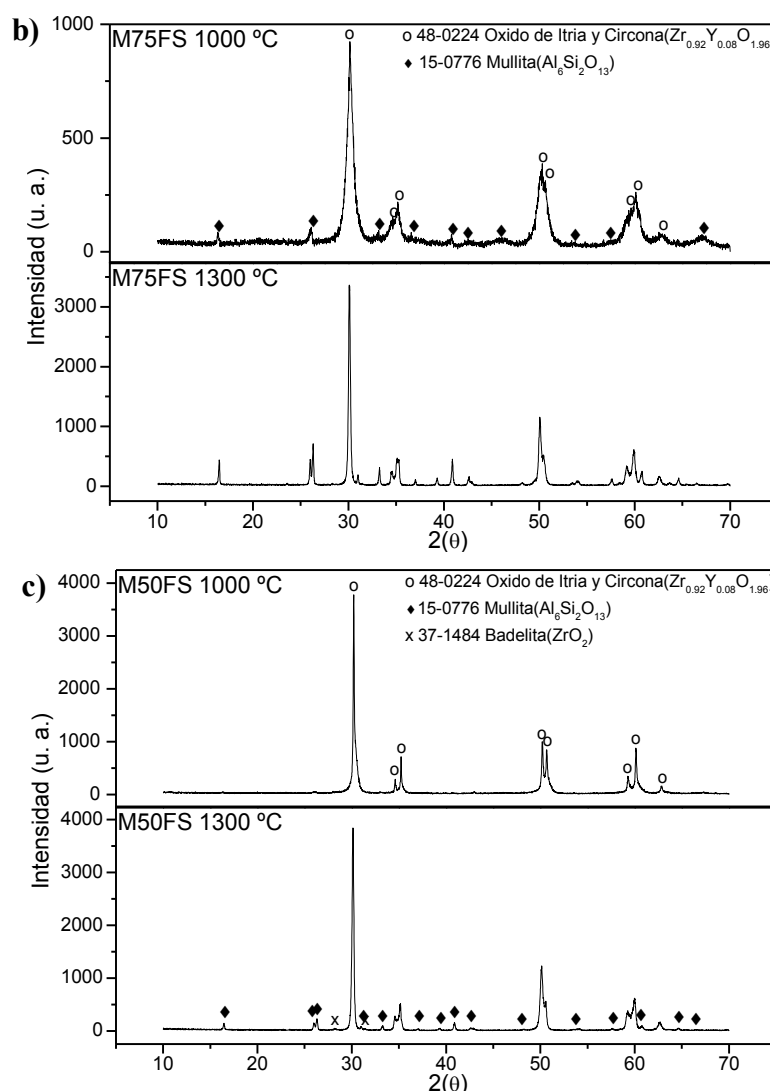 b)
M75FS 1000 ºC
o 48-0224 Oxido de Itria y Circona(Zr0.92Y0.08O1.96
♦ 15-0776 Mullita(Al6Si2O13)
1000
500
0
M75FS 1300 ºC
3000
2000
1000
0
Intensidad (u. a.)
10 20 30 40 50 60 70
2(θ)
c)
M50FS 1000 ºC
o 48-0224 Oxido de Itria y Circona(Zr0.92Y0.08O1.96
♦ 15-0776 Mullita(Al6Si2O13)
x 37-1484 Badelita(ZrO2)
4000
3000
2000
1000
0
M50FS 1300 ºC
4000
3000
2000
1000
0
Intensidad (u. a.)
10 20 30 40 50 60 70
2(θ)